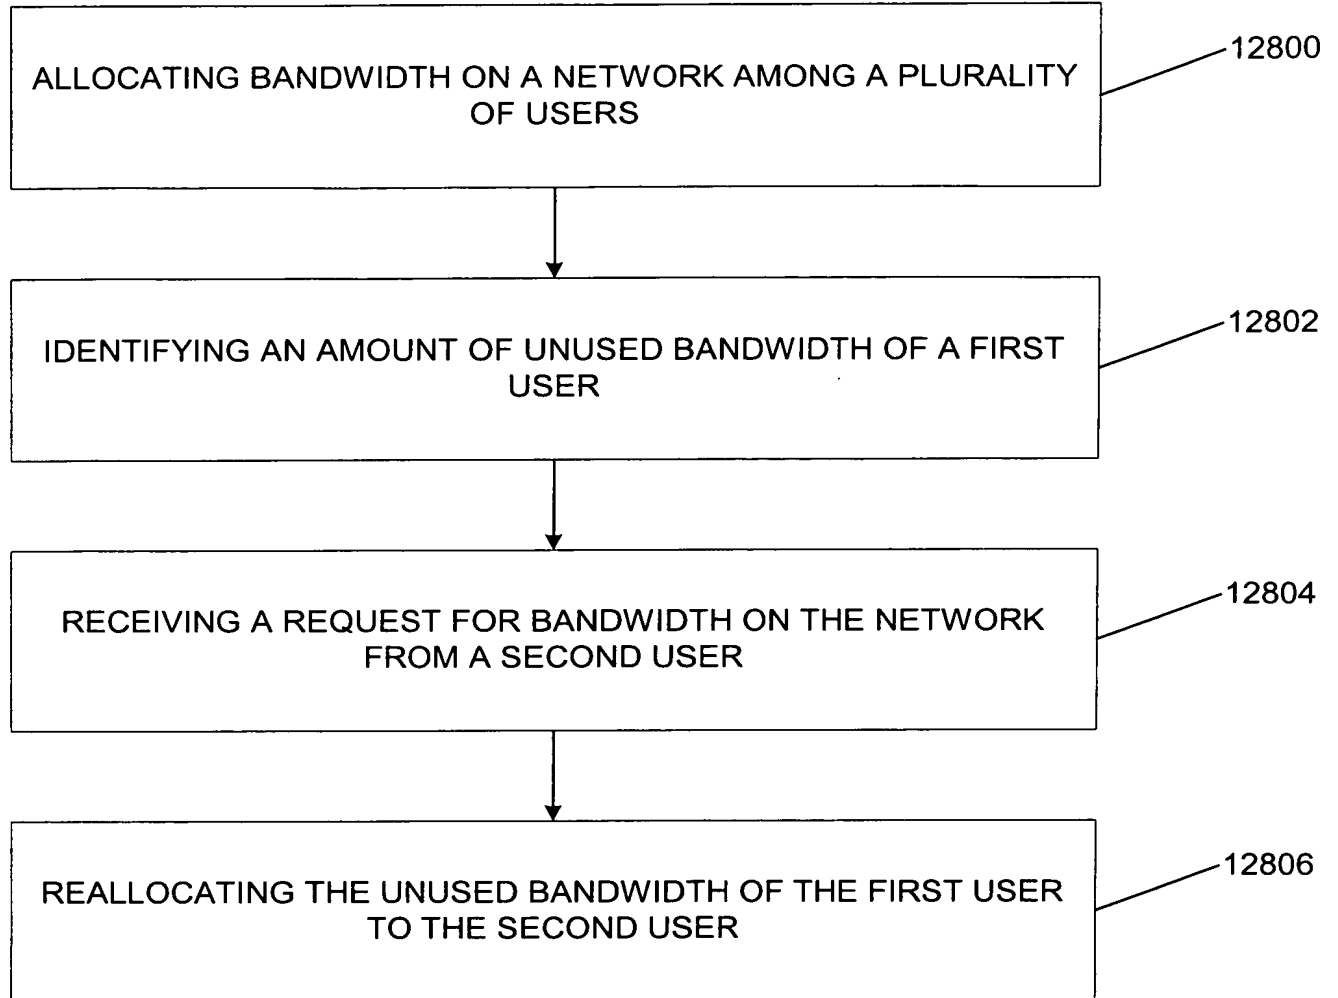 ALLOCATING BANDWIDTH ON A NETWORK AMONG A PLURALITY
OF USERS
12800
IDENTIFYING AN AMOUNT OF UNUSED BANDWIDTH OF A FIRST
USER
12802
RECEIVING A REQUEST FOR BANDWIDTH ON THE NETWORK
FROM A SECOND USER
12804
REALLOCATING THE UNUSED BANDWIDTH OF THE FIRST USER
TO THE SECOND USER
12806